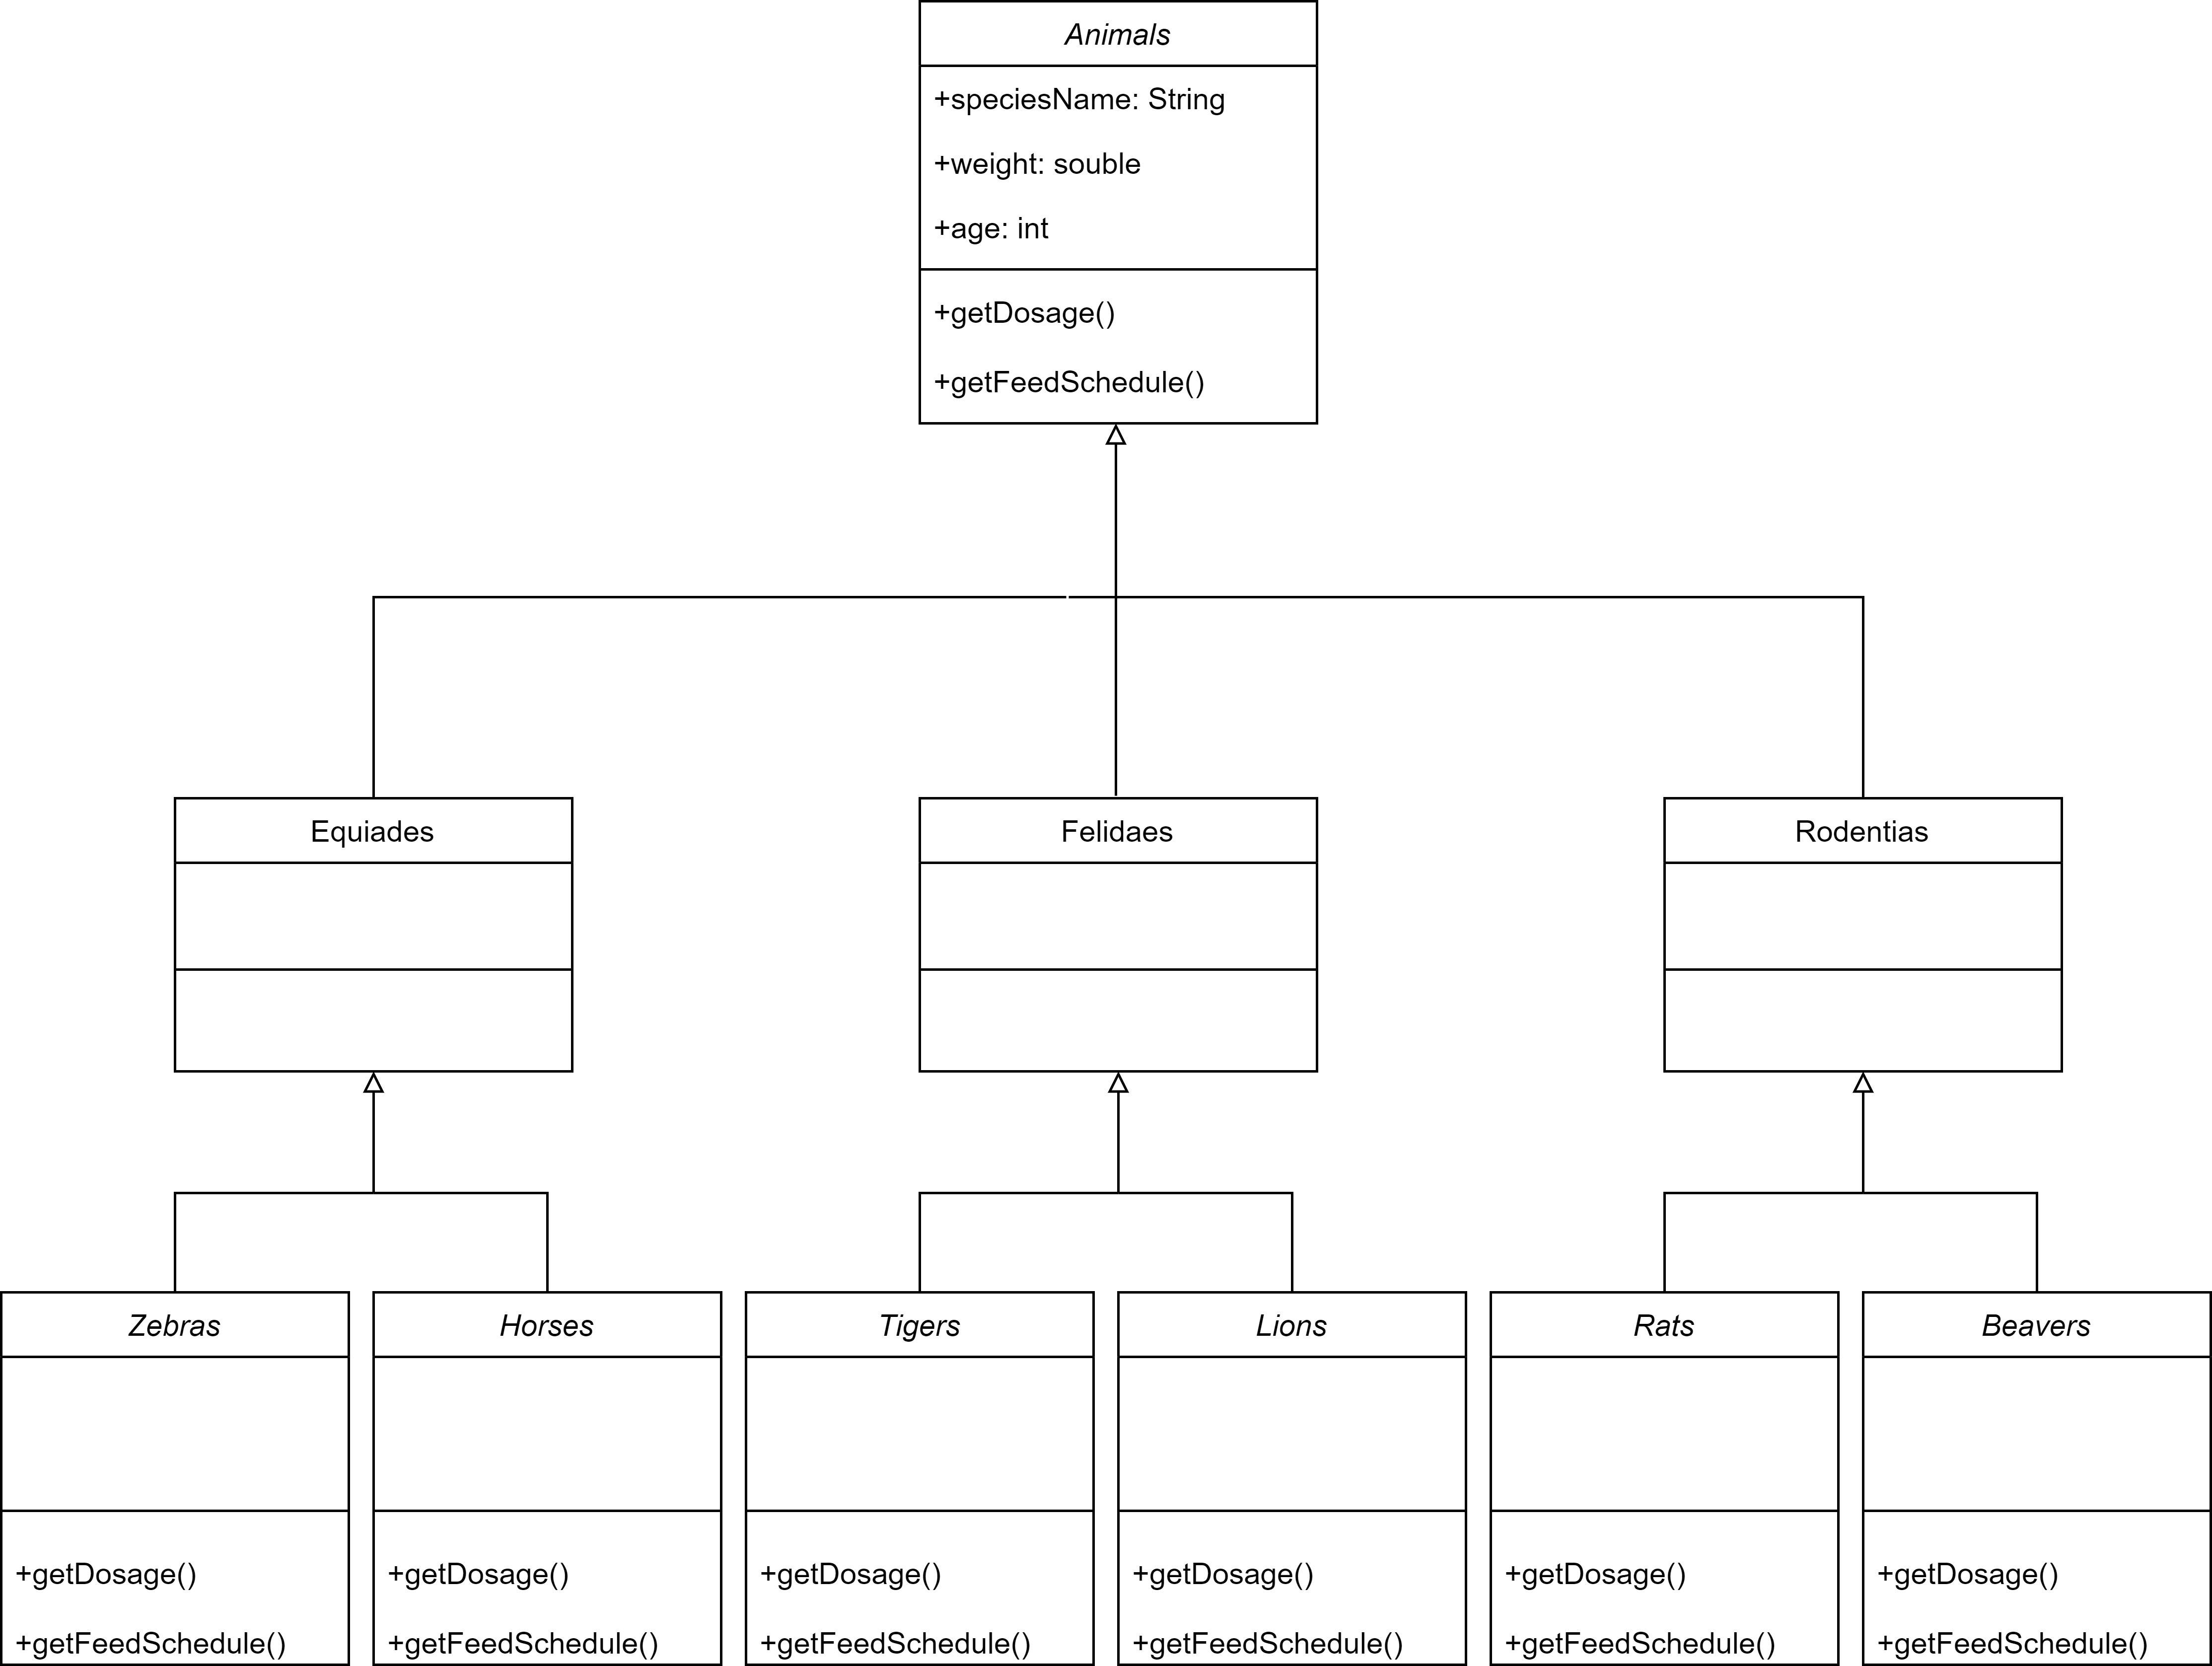 Animals
+speciesName: String
+weight: souble
+age: int
+getDosage()
+getFeedSchedule()
Equiades
Felidaes
Rodentias
Zebras
+getDosage()
+getFeedSchedule()
Horses
+getDosage()
+getFeedSchedule()
Tigers
+getDosage()
+getFeedSchedule()
Lions
+getDosage()
+getFeedSchedule()
Rats
+getDosage()
+getFeedSchedule()
Beavers
+getDosage()
+getFeedSchedule()